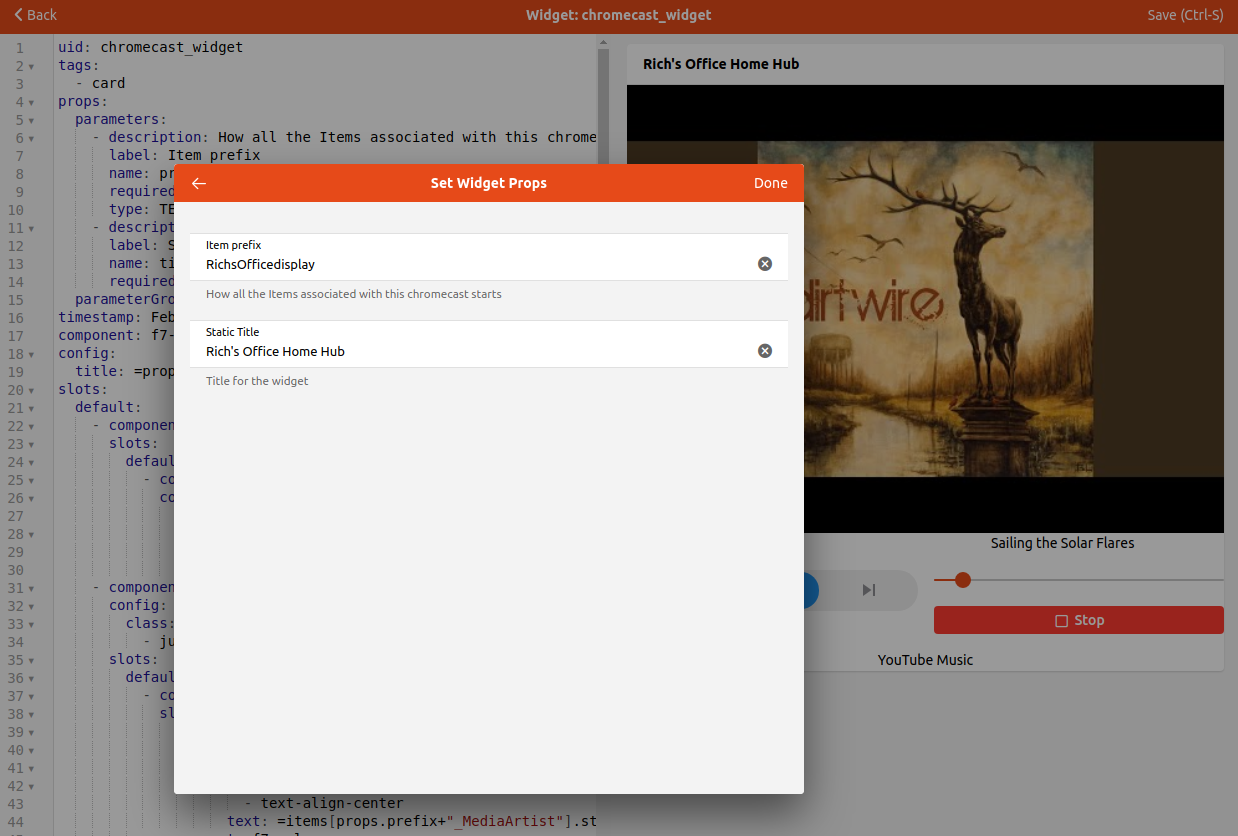 Back
Widget: chromecast_widget
Save (Ctrl-S)
1 uid: chromecast_widget
2 tags:
3 - card
4 props:
5 parameters:
6 - description: How all the Items associated with this chrome
7 label: Item prefix
8 name: pr
9 required
10 type: TE
11 - descript
12 label: S
13 name: ti
14 required
15 parameterGro
16 timestamp: Feb
17 component: f7-
18 config:
19 title: =prop
20 slots:
21 default:
22 - componen
23 slots:
24 defaul
25 - co
26 co
27
28
29
30
31 - componen
32 config:
33 class:
34 - ju
35 slots:
36 defaul
37 - co
38 sl
39
40
41
42
43 - text-align-center
44 text: =items[props.prefix+"_MediaArtist"].st
Set Widget Props
Done
Item prefix
RichsOfficedisplay
How all the Items associated with this chromecast starts
Static Title
Rich's Office Home Hub
Title for the widget
Rich's Office Home Hub
dirtwire
Sailing the Solar Flares
Stop
YouTube Music